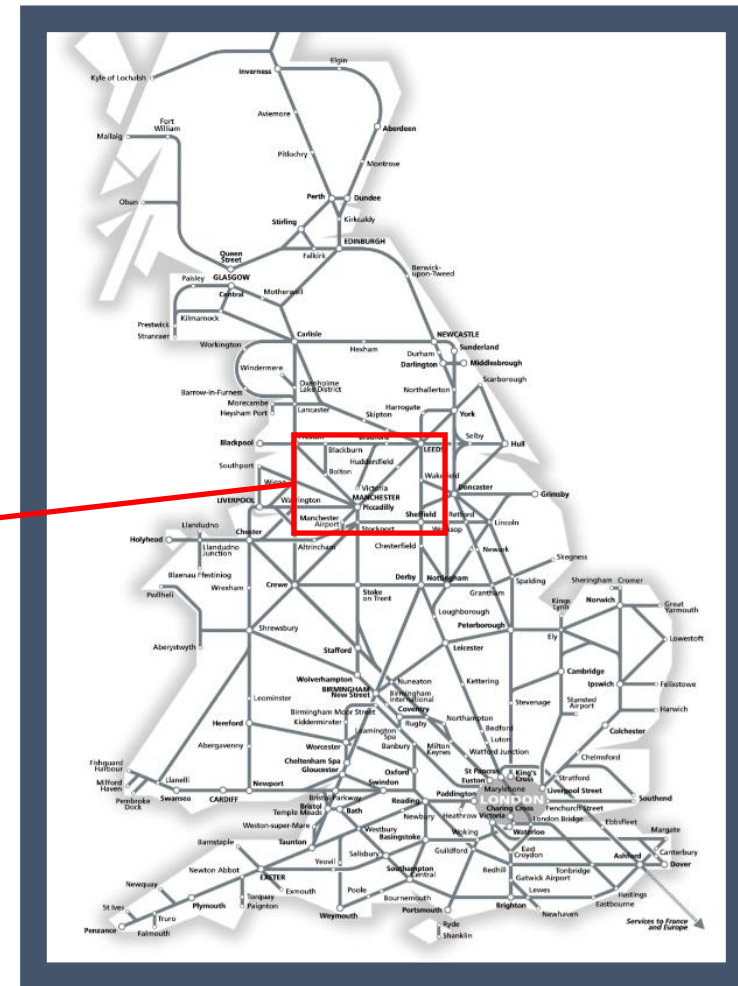 Elgin
Kyle of Lochalsh
Inverness
Aviemore
Fort
William
Aberdeen
Mallaig
Pitlochry
Montrose
Perth
Dundee
Oban
Stirling
Kirkcaldy
EDINBURGH
Queen
Street
Falkirk
Berwick-
upon-Tweed
Paisley
GLASGOW
Central
Motherwell
Kilmarnock
Prestwick
Stranraer
Carlisle
NEWCASTLE
Workington
Hexham
Sunderland
Durham
Darlington
Middlesbrough
Windermere
Oxenholme
Lake District
Scarborough
Barrow-in-Furness
Northallerton
Morecambe
Heysham Port
Lancaster
Harrogate
York
Skipton
Blackpool
Preston
Bradford
LEEDS
Selby
Hull
Blackburn
Huddersfield
Southport
Bolton
Wakefield
Wigan
Victoria
Doncaster
Grimsby
LIVERPOOL
Warrington
MANCHESTER
Piccadilly
Manchester
Airport
Sheffield
Retford
Lincoln
Llandudno
Stockport
Worksop
Holyhead
Chester
Llandudno
Junction
Altrincham
Chesterfield
Newark
Skegness
Blaenau Ffestiniog
Wrexham
Crewe
Stoke
on Trent
Derby
Nottingham
Spalding
Sheringham
Cromer
Pwllheli
Grantham
Kings
Lynn
Norwich
Great
Yarmouth
Loughborough
Shrewsbury
Peterborough
Aberystwyth
Stafford
Leicester
Ely
Lowestoft
Wolverhampton
Nuneaton
Kettering
Cambridge
BIRMINGHAM
New Street
Birmingham
International
Ipswich
Felixstowe
Leominster
Coventry
Stevenage
Stansted
Airport
Harwich
Birmingham Moor Street
Kidderminster
Rugby
Northampton
Hereford
Leamington
Spa
Bedford
Colchester
Abergavenny
Worcester
Banbury
Milton
Keynes
Luton
Watford Junction
Chelmsford
Cheltenham Spa
Gloucester
Fishguard
Harbour
Oxford
St Pancras
King's
Cross
Stratford
Milford
Haven
Llanelli
Newport
Swindon
Euston
Marylebone
Liverpool Street
Pembroke
Dock
Swansea
CARDIFF
Bristol Parkway
Reading
Paddington
LONDON
Southend
Bristol
Temple Meads
Bath
Newbury
Heathrow
Victoria
Charing Cross
Fenchurch Street
London Bridge
Ebbsfleet
Weston-super-Mare
Westbury
Basingstoke
Woking
Waterloo
Margate
Barnstaple
Taunton
Salisbury
Guildford
East
Croydon
Canterbury
Newton Abbot
Yeovil
Southampton
Central
Redhill
Tonbridge
Ashford
Dover
EXETER
Gatwick Airport
Newquay
Exmouth
Poole
Lewes
Hastings
St Ives
Plymouth
Torquay
Paignton
Bournemouth
Eastbourne
Truro
Weymouth
Portsmouth
Brighton
Newhaven
Penzance
Falmouth
Ryde
Shanklin
Services to France
and Europe